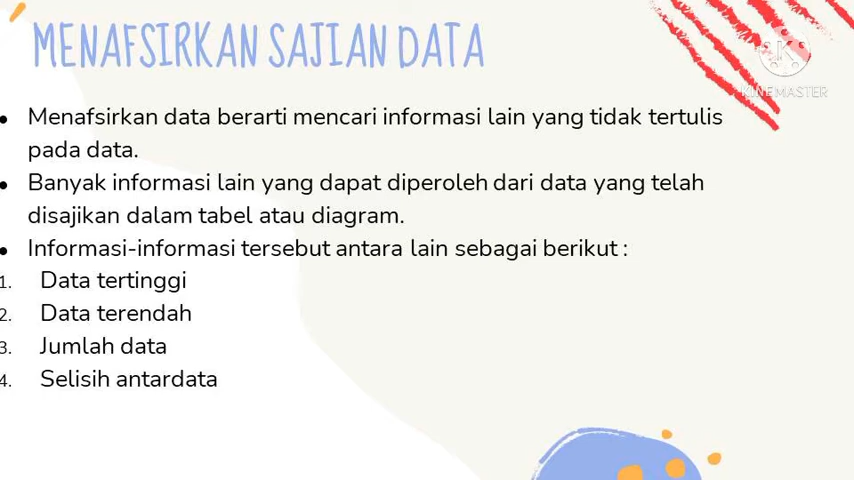 MENAFSIRKAN SAJIAN DATA
KINEMASTER
• Menafsirkan data berarti mencari informasi lain yang tidak tertulis
pada data.
• Banyak informasi lain yang dapat diperoleh dari data yang telah
disajikan dalam tabel atau diagram.
• Informasi-informasi tersebut antara lain sebagai berikut :
1. Data tertinggi
2. Data terendah
3. Jumlah data
4. Selisih antardata